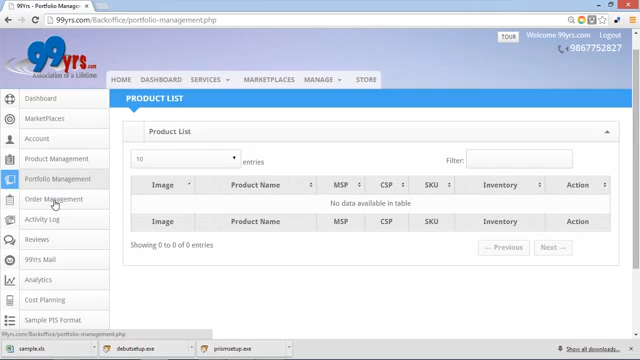 99Yrs - Portfolio Manager
99yrs.com/Backoffice/portfolio-management.php
99yrs.com
Association of a Lifetime
TOUR
Welcome 99yrs.com
Logout
9867752827
HOME
DASHBOARD
SERVICES
MARKETPLACES
MANAGE
STORE
Dashboard
MarketPlaces
Account
Product Management
Portfolio Management
Order Management
Activity Log
Reviews
99Yrs Mail
Analytics
Cost Planning
Sample PIS Format
PRODUCT LIST
Product List
10
entries
Filter:
Image Product Name MSP CSP SKU Inventory Action
No data available in table
Image Product Name MSP CSP SKU Inventory Action
Showing 0 to 0 of 0 entries
Previous
Next
99yrs.com/Backoffice/portfolio-management.php
sample.xls
debutsetup.exe
prismsetup.exe
Show all downloads...